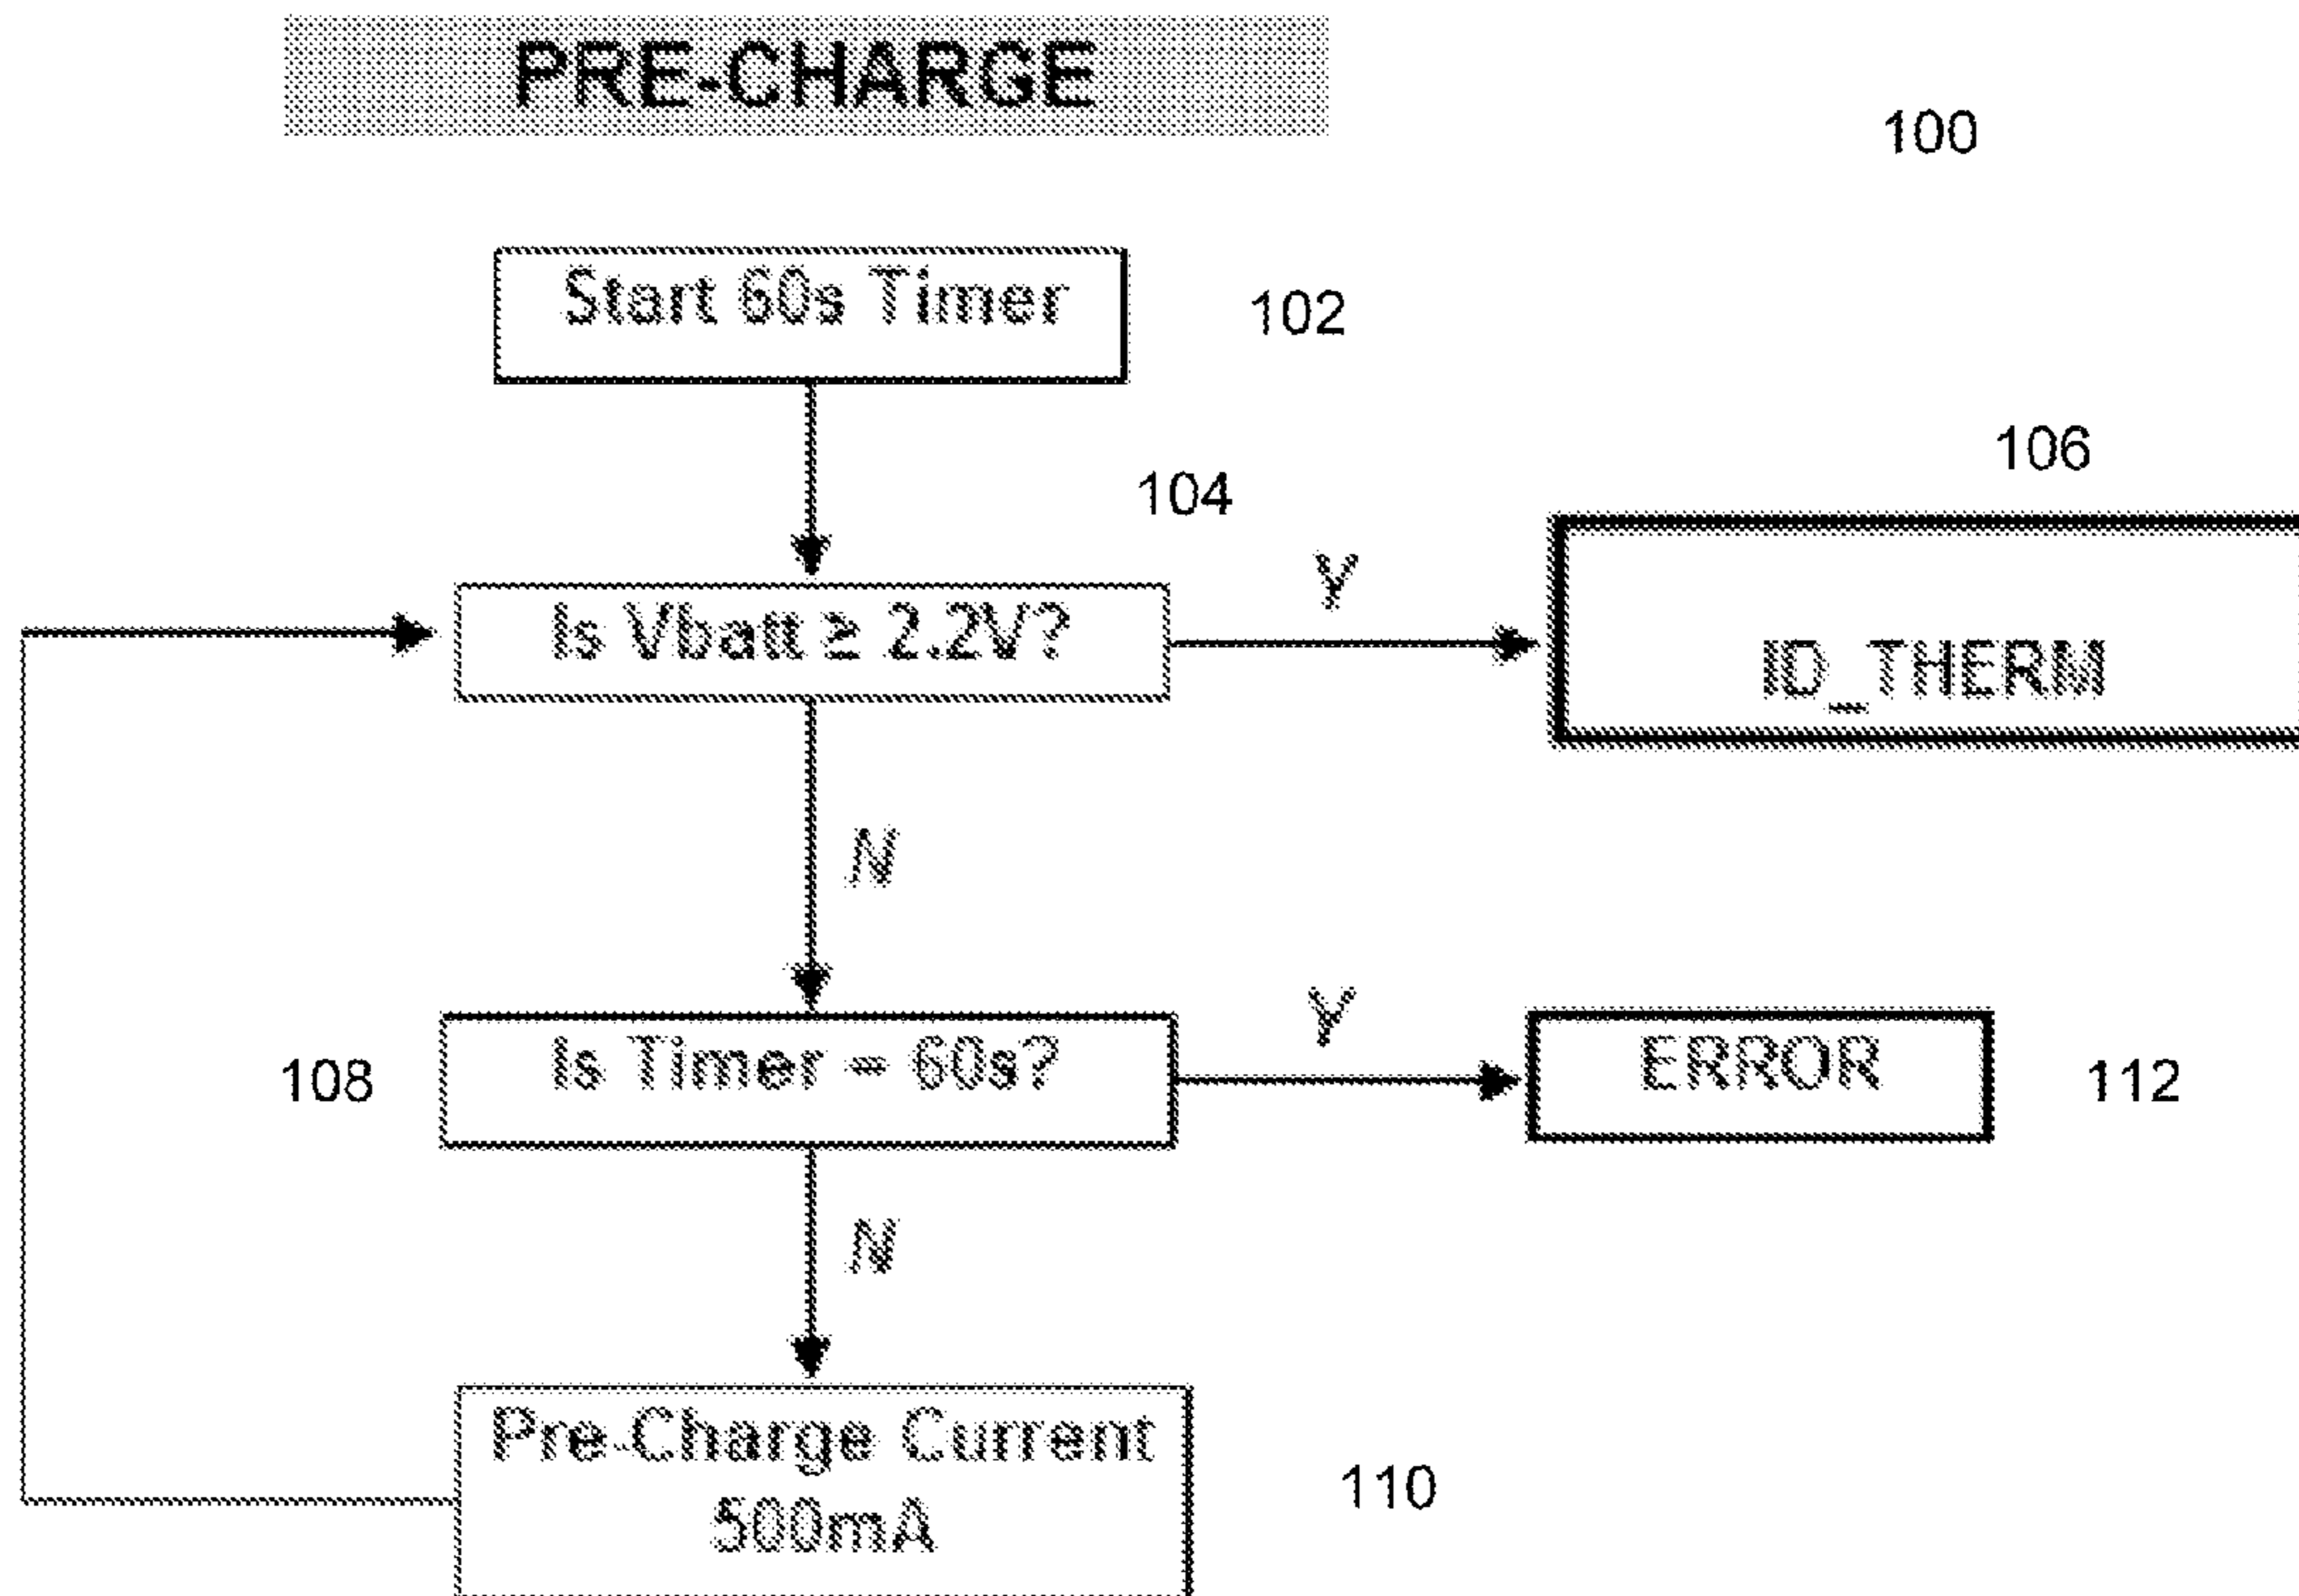 PRE-CHARGE
100
Start 60s Timer
102
104
106
Is Vbatt ≥ 2.2V?
Y
ID_THERM
N
108
Is Timer = 60s?
Y
ERROR
112
N
Pre-Charge Current
500mA
110